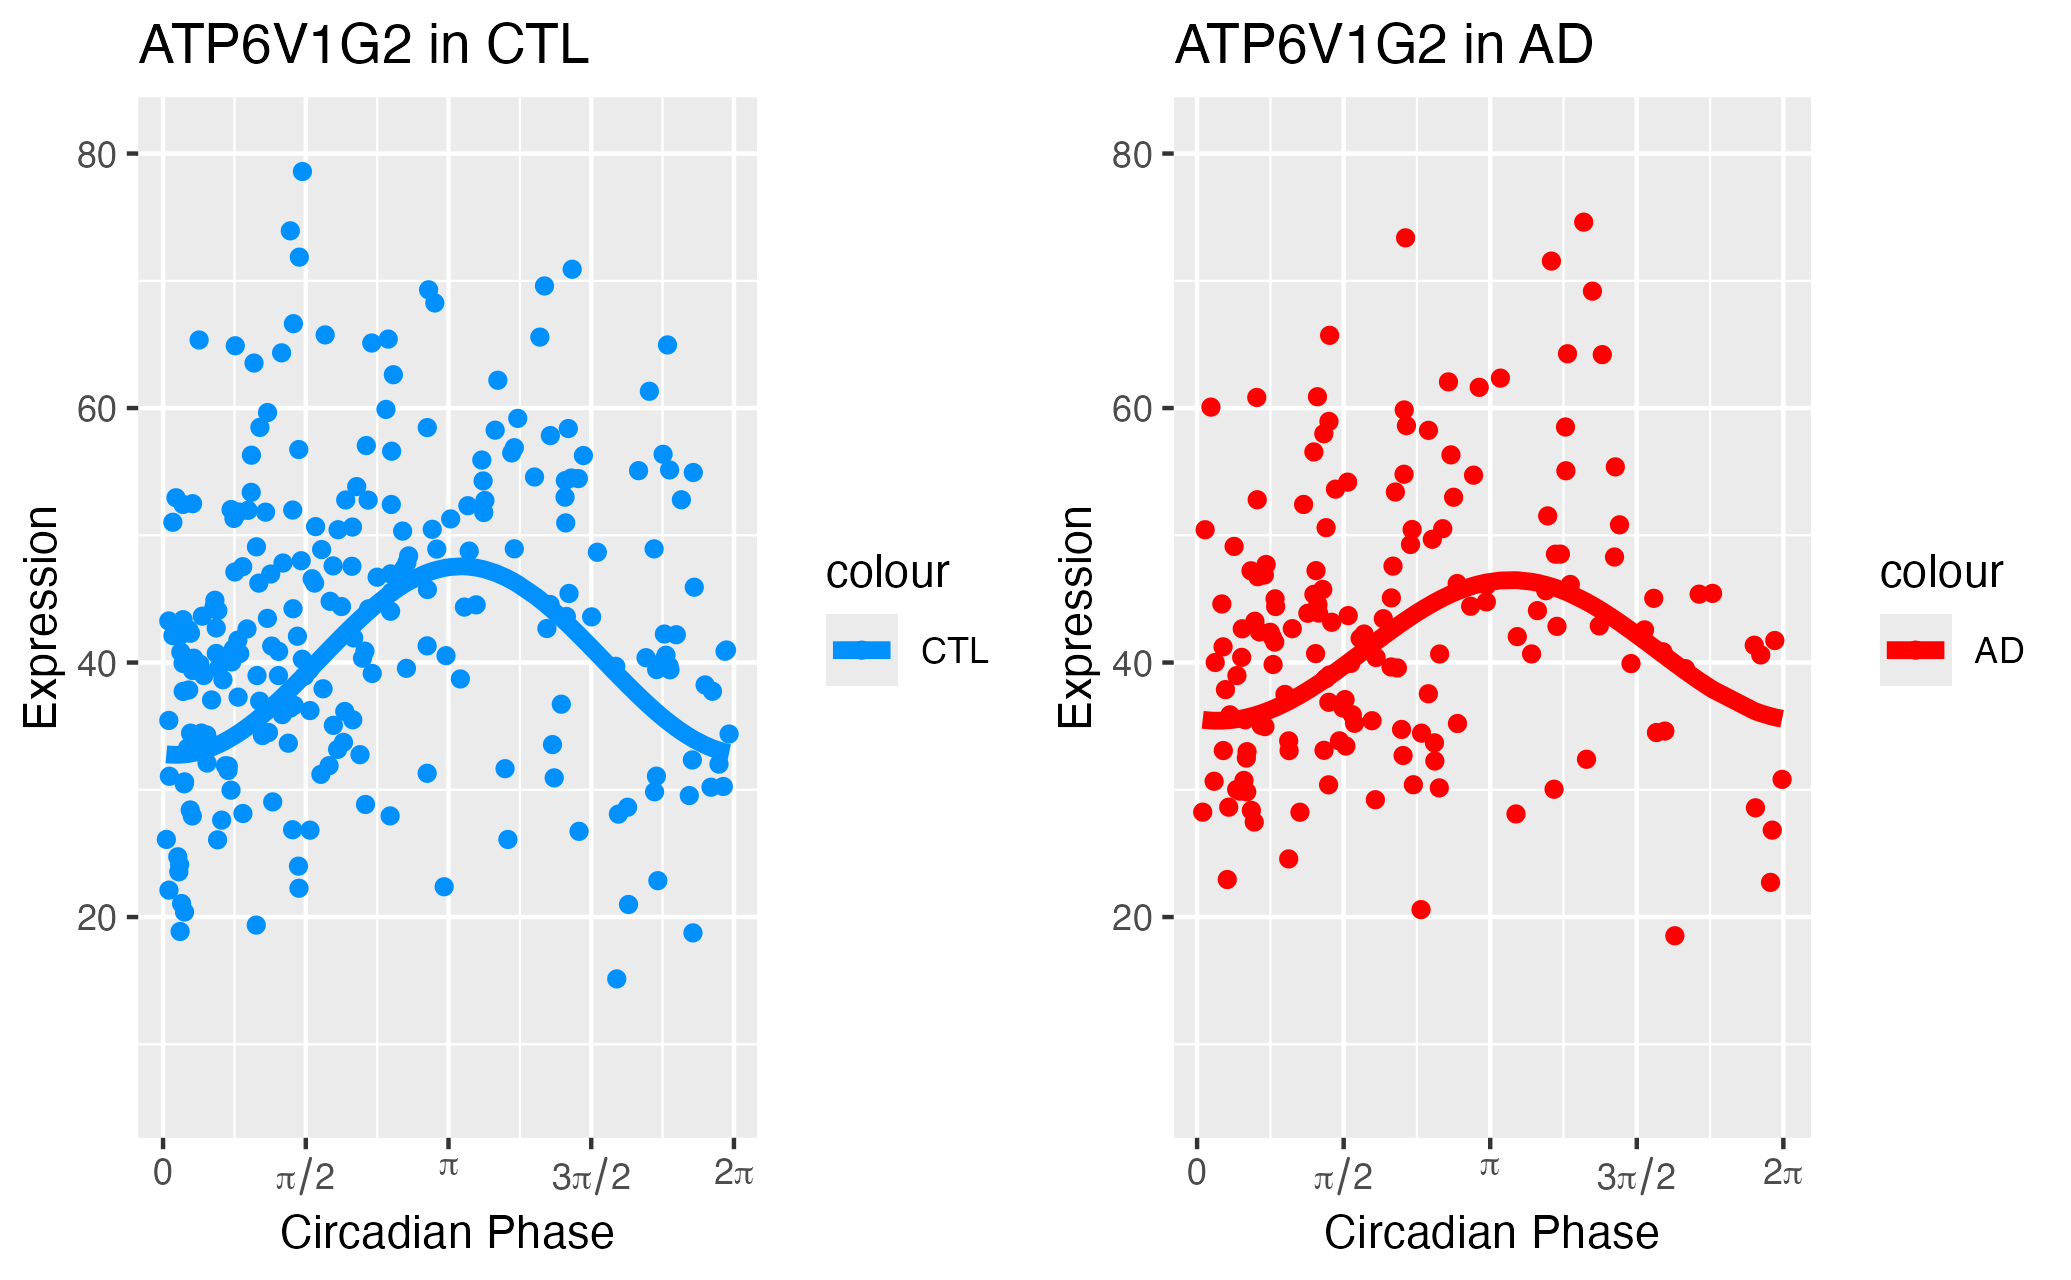 ATP6V1G2 in CTL
80
60
40
20
Expression
0
π/2
π
3π/2
2π
Circadian Phase
colour
CTL
ATP6V1G2 in AD
80
60
40
20
Expression
0
π/2
π
3π/2
2π
Circadian Phase
colour
AD